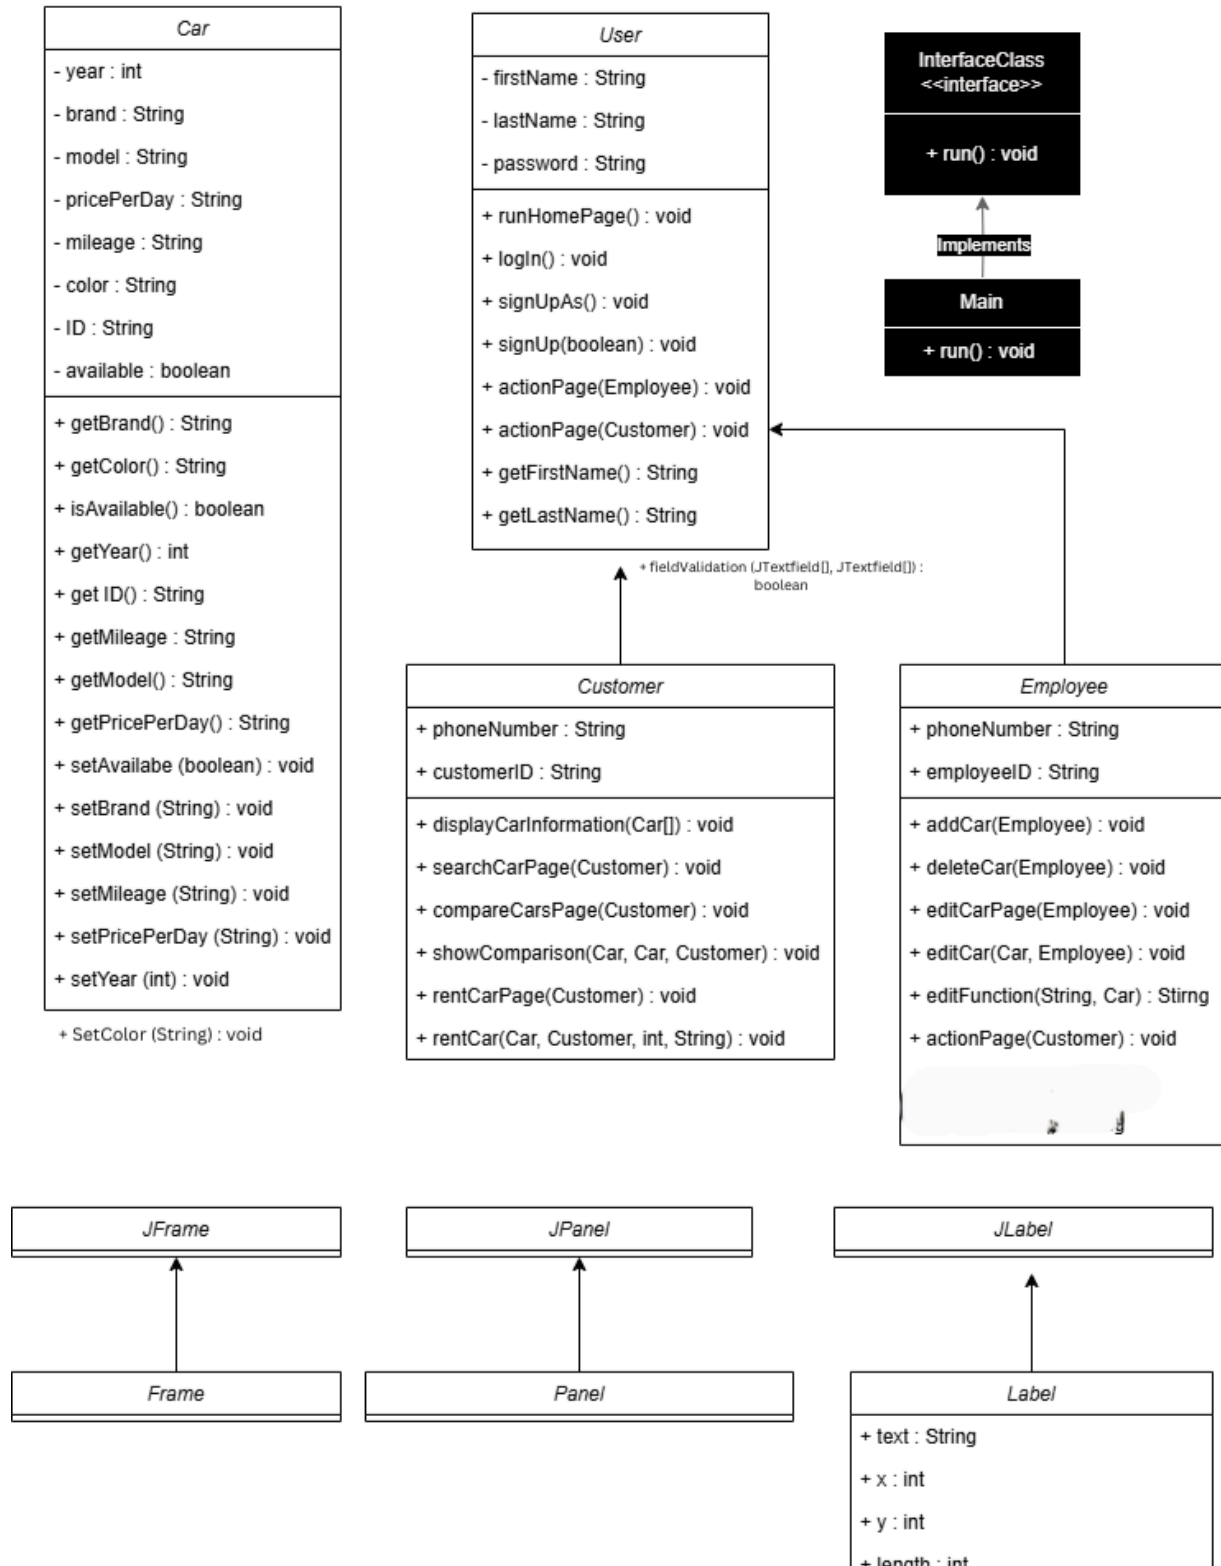 Car
- year : int
- brand : String
- model : String
- pricePerDay : String
- mileage : String
- color : String
- ID : String
- available : boolean
+ getBrand() : String
+ getColor() : String
+ isAvailable() : boolean
+ getYear() : int
+ get ID() : String
+ getMileage : String
+ getModel() : String
+ getPricePerDay() : String
+ setAvailabe (boolean) : void
+ setBrand (String) : void
+ setModel (String) : void
+ setMileage (String) : void
+ setPricePerDay (String) : void
+ setYear (int) : void
+ SetColor (String) : void
User
- firstName : String
- lastName : String
- password : String
+ runHomePage() : void
+ logIn() : void
+ signUpAs() : void
+ signUp(boolean) : void
+ actionPage(Employee) : void
+ actionPage(Customer) : void
+ getFirstName() : String
+ getLastName() : String
+ fieldValidation (JTextfield[], JTextfield[]) :
boolean
InterfaceClass
<<interface>>
+ run() : void
Implements
Main
+ run() : void
Customer
+ phoneNumber : String
+ customerID : String
+ displayCarInformation(Car[]) : void
+ searchCarPage(Customer) : void
+ compareCarsPage(Customer) : void
+ showComparison(Car, Car, Customer) : void
+ rentCarPage(Customer) : void
+ rentCar(Car, Customer, int, String) : void
Employee
+ phoneNumber : String
+ employeeID : String
+ addCar(Employee) : void
+ deleteCar(Employee) : void
+ editCarPage(Employee) : void
+ editCar(Car, Employee) : void
+ editFunction(String, Car) : Stirng
+ actionPage(Customer) : void
JFrame
JPanel
JLabel
Frame
Panel
Label
+ text : String
+ x : int
+ y : int
+ length : int